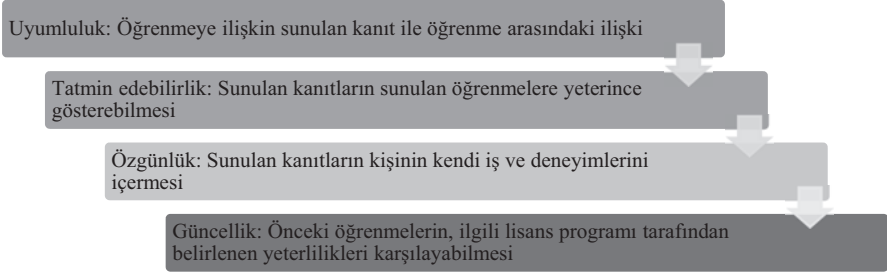 Uyumluluk: Öğrenmeye ilişkin sunulan kanıt ile öğrenme arasındaki ilişki
Tatmin edebilirlik: Sunulan kanıtların sunulan öğrenmelere yeterince
gösterebilmesi
Özgünlük: Sunulan kanıtların kişinin kendi iş ve deneyimlerini
içermesi
Güncellik: Önceki öğrenmelerin, ilgili lisans programı tarafından
belirlenen yeterlilikleri karşılayabilmesi